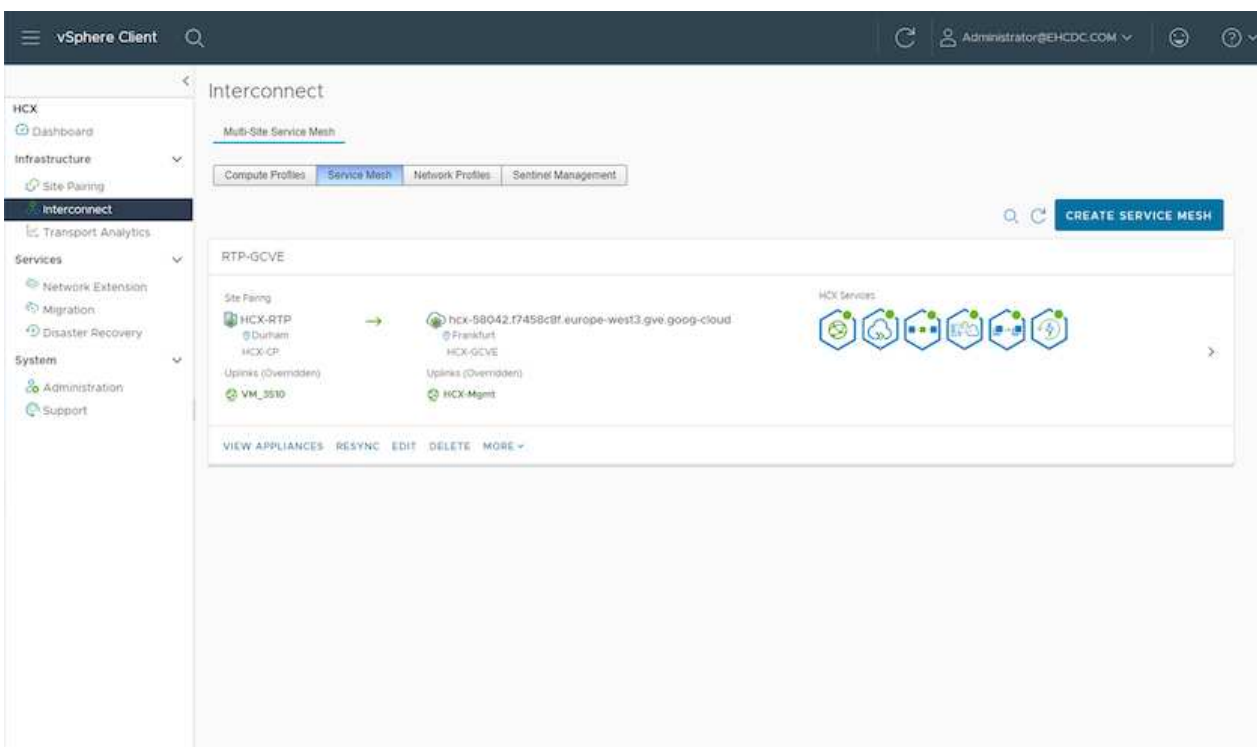 vSphere Client
Administrator@EHCDC.COM
HCX
Dashboard
Infrastructure
Site Pairing
Interconnect
Transport Analytics
Services
Network Extension
Migration
Disaster Recovery
System
Administration
Support
Interconnect
Multi-Site Service Mesh
Compute Profiles Service Mesh Network Profiles Sentinel Management
CREATE SERVICE MESH
RTP-GCVE
Site Pairing
HCX-RTP
Durham
HCX-CP
Uplinks (Overridden)
VM_3510
hcx-58042.f7458c8f.europe-west3.gve.goog-cloud
Frankfurt
HCX-GCVE
Uplinks (Overridden)
HCX-Mgmt
HCX Services
VIEW APPLIANCES RESYNC EDIT DELETE MORE